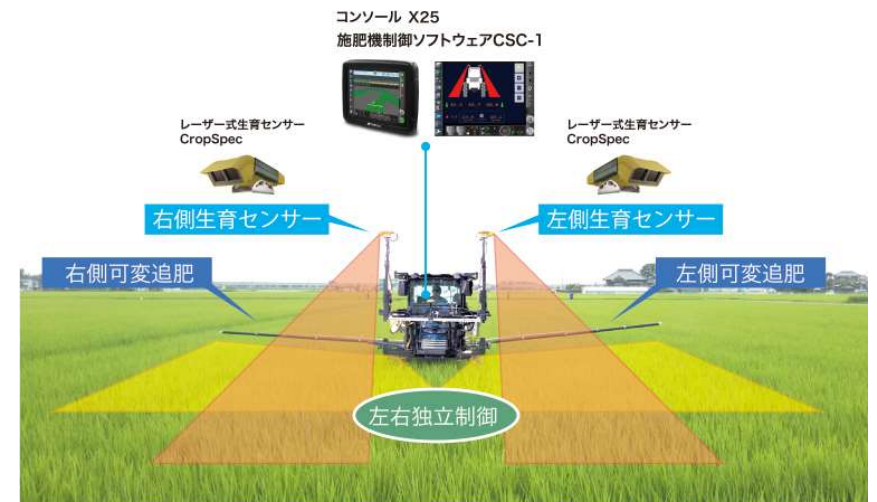 コンソール X25
施肥機制御ソフトウェアCSC-1
レーザー式生育センサー
CropSpec
レーザー式生育センサー
CropSpec
右側生育センサー
左側生育センサー
右側可変追肥
左側可変追肥
左右独立制御